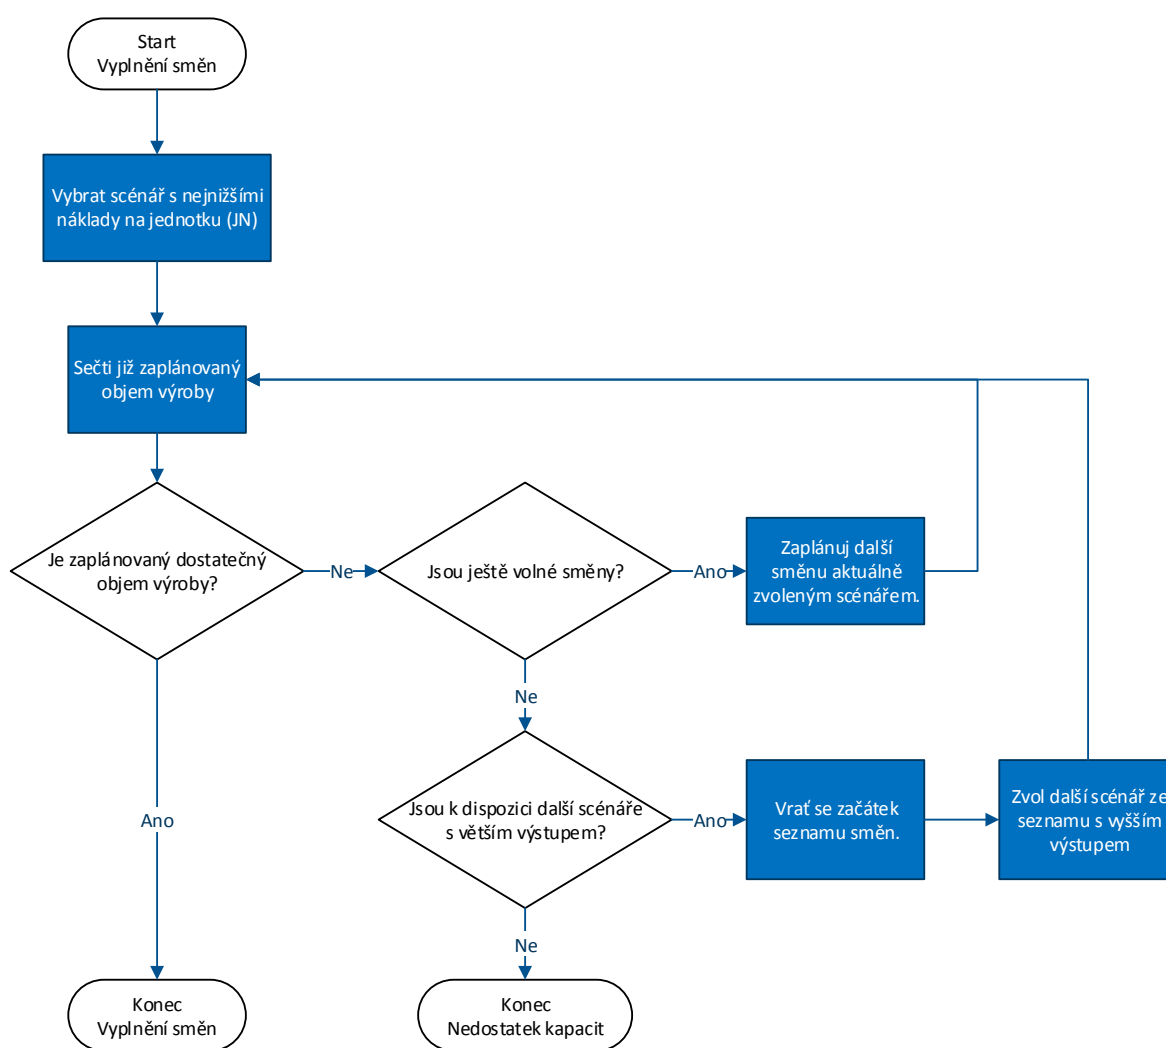 Start
Vyplnění směn
Vybrat scénář s nejnižšími
náklady na jednotku (JN)
Sečti již zaplánovaný
objem výroby
Je zaplánovaný dostatečný
objem výroby?
Ne
Jsou ještě volné směny?
Ano
Zaplánuj další
směnu aktuálně
zvoleným scénářem.
Ne
Jsou k dispozici další scénáře
s větším výstupem?
Ano
Vrať se začátek
seznamu směn.
Zvol další scénář ze
seznamu s vyšším
výstupem
Ano
Ne
Konec
Vyplnění směn
Konec
Nedostatek kapacit